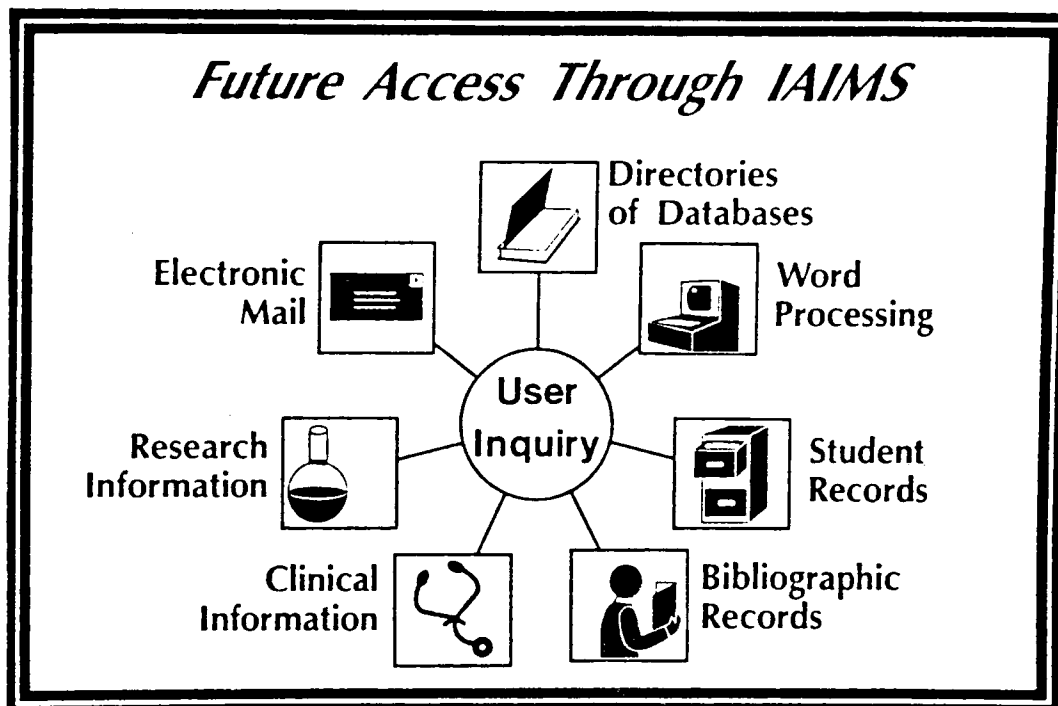 Future Access Through IAIMS
Directories
of Databases
Electronic
Mail
Word
Processing
User
Inquiry
Research
Information
Student
Records
Clinical
Information
Bibliographic
Records